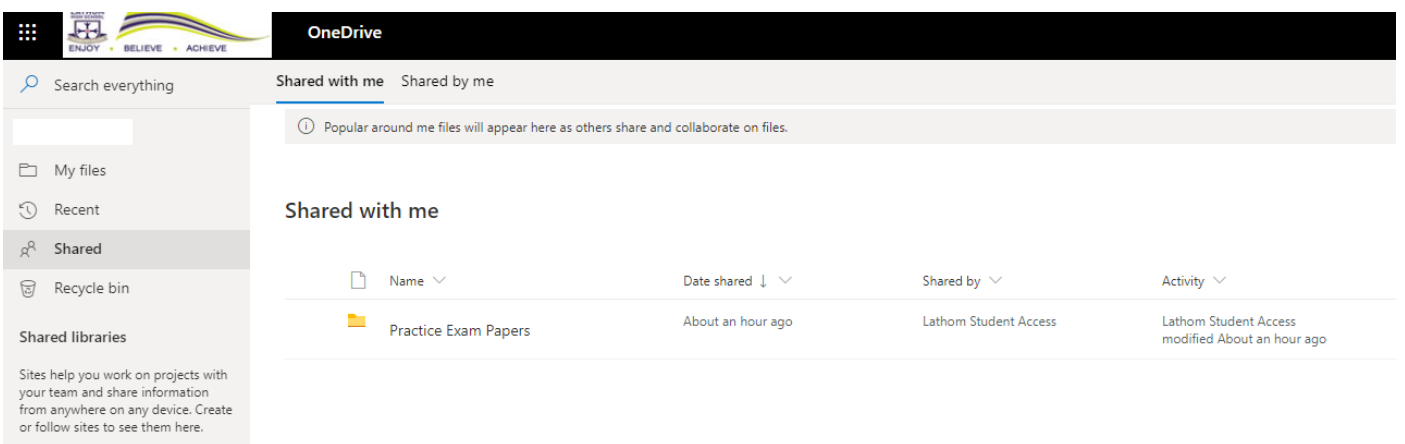 LATHOM
HIGH SCHOOL
ENJOY • BELIEVE • ACHIEVE
OneDrive
Search everything
Shared with me Shared by me
Popular around me files will appear here as others share and collaborate on files.
My files
Recent
Shared
Recycle bin
Shared libraries
Sites help you work on projects with
your team and share information
from anywhere on any device. Create
or follow sites to see them here.
Shared with me
Name Date shared ↓ Shared by Activity
Practice Exam Papers About an hour ago Lathom Student Access Lathom Student Access
modified About an hour ago